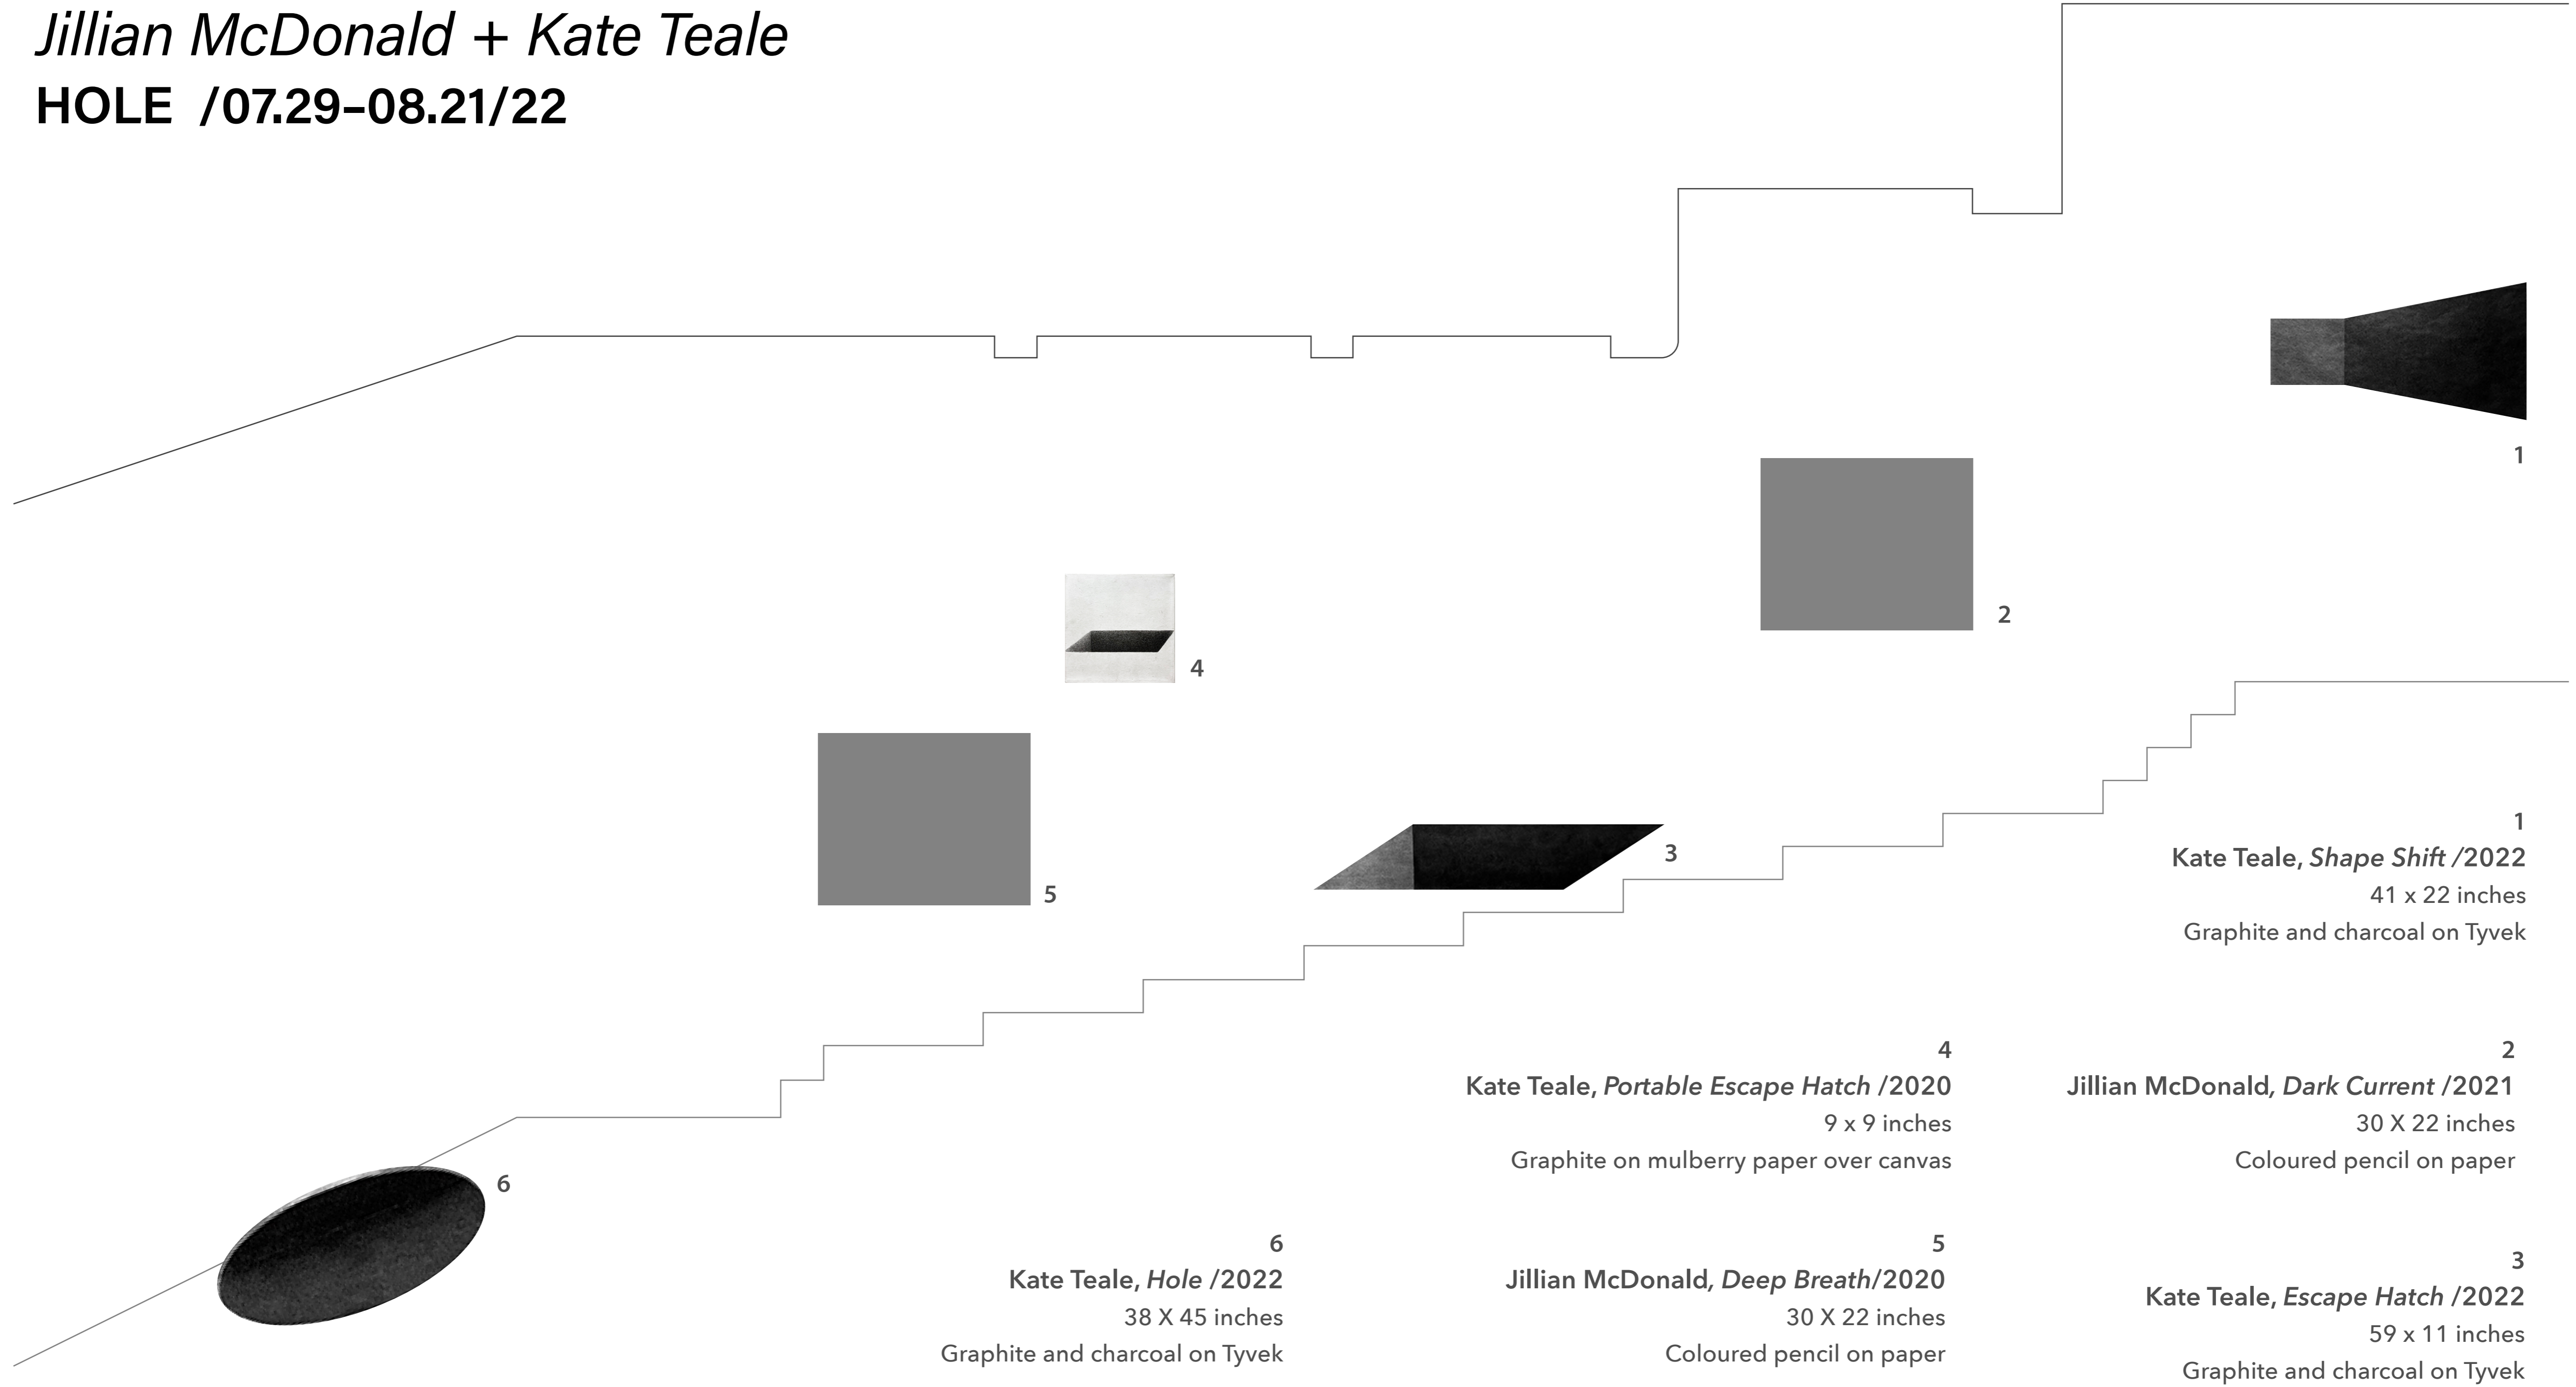 Jillian McDonald + Kate Teale
HOLE /07.29–08.21/22
1
2
4
3
5
6
1
Kate Teale, Shape Shift /2022
41 x 22 inches
Graphite and charcoal on Tyvek
2
Jillian McDonald, Dark Current /2021
30 X 22 inches
Coloured pencil on paper
3
Kate Teale, Escape Hatch /2022
59 x 11 inches
Graphite and charcoal on Tyvek
4
Kate Teale, Portable Escape Hatch /2020
9 x 9 inches
Graphite on mulberry paper over canvas
5
Jillian McDonald, Deep Breath/2020
30 X 22 inches
Coloured pencil on paper
6
Kate Teale, Hole /2022
38 X 45 inches
Graphite and charcoal on Tyvek